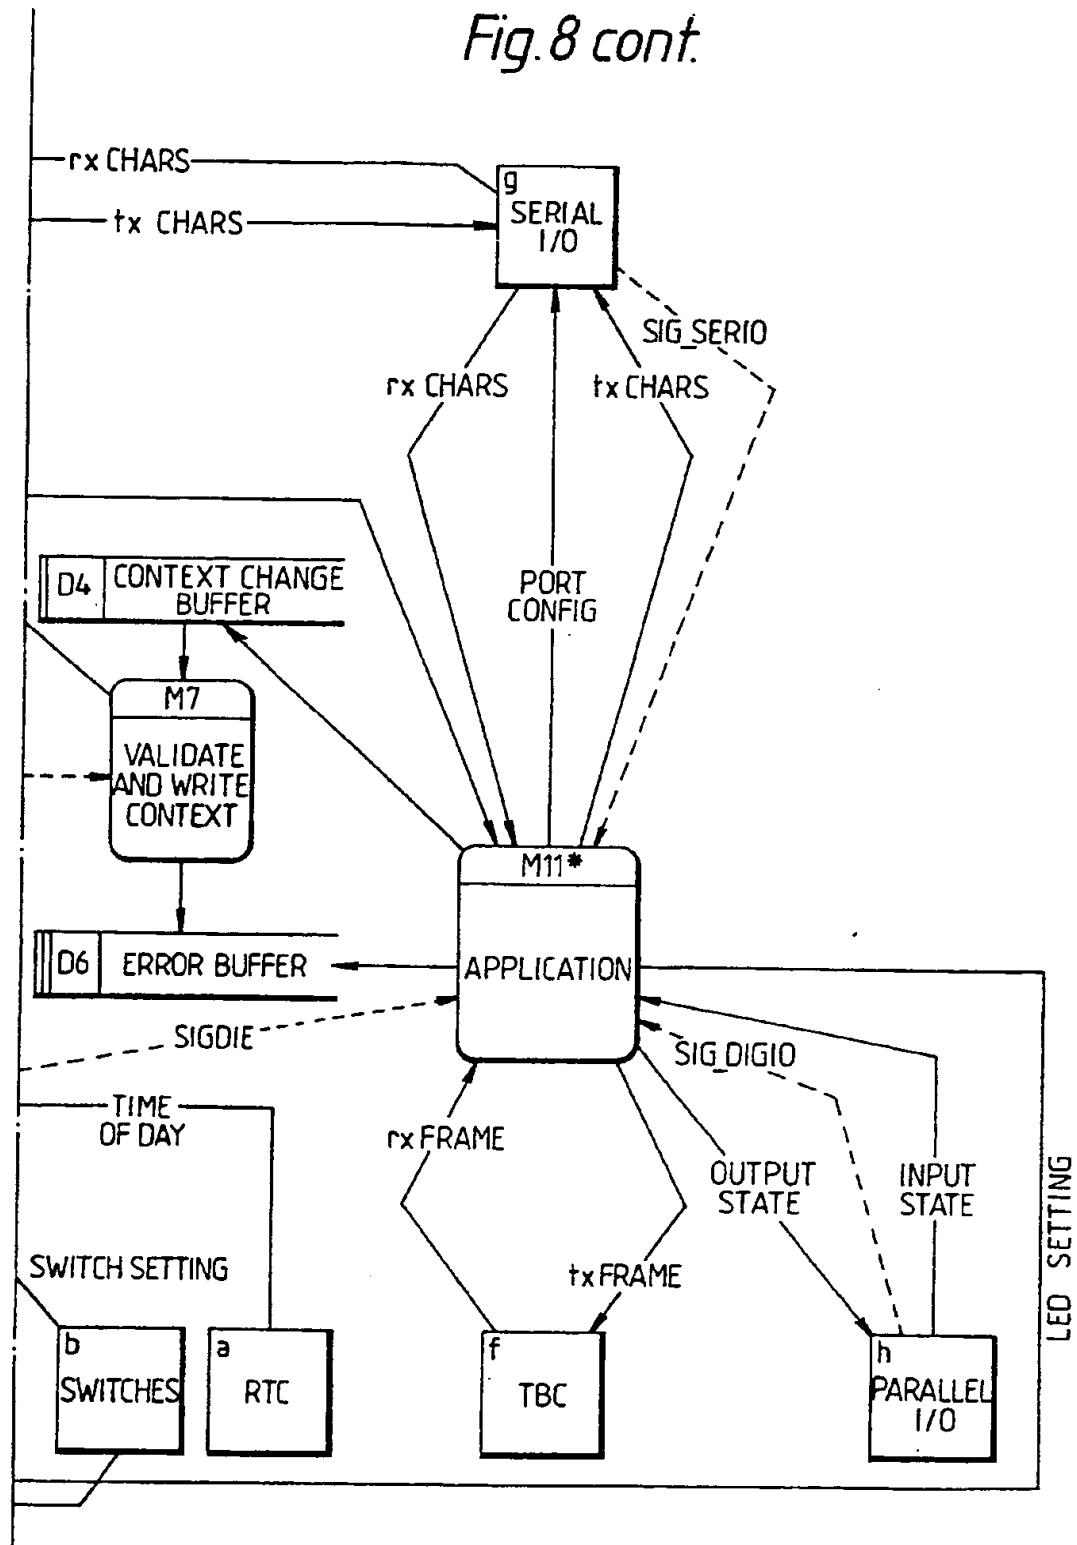 Fig. 8 cont.
rx CHARS
tx CHARS
g
SERIAL
I/O
SIG_SERIO
rx CHARS
tx CHARS
PORT
CONFIG
D4
CONTEXT CHANGE
BUFFER
M7
VALIDATE
AND WRITE
CONTEXT
M11*
APPLICATION
D6
ERROR BUFFER
SIGDIE
SIG_DIGIO
TIME
OF DAY
rx FRAME
OUTPUT
STATE
INPUT
STATE
LED SETTING
SWITCH SETTING
tx FRAME
b
SWITCHES
a
RTC
f
TBC
h
PARALLEL
I/O